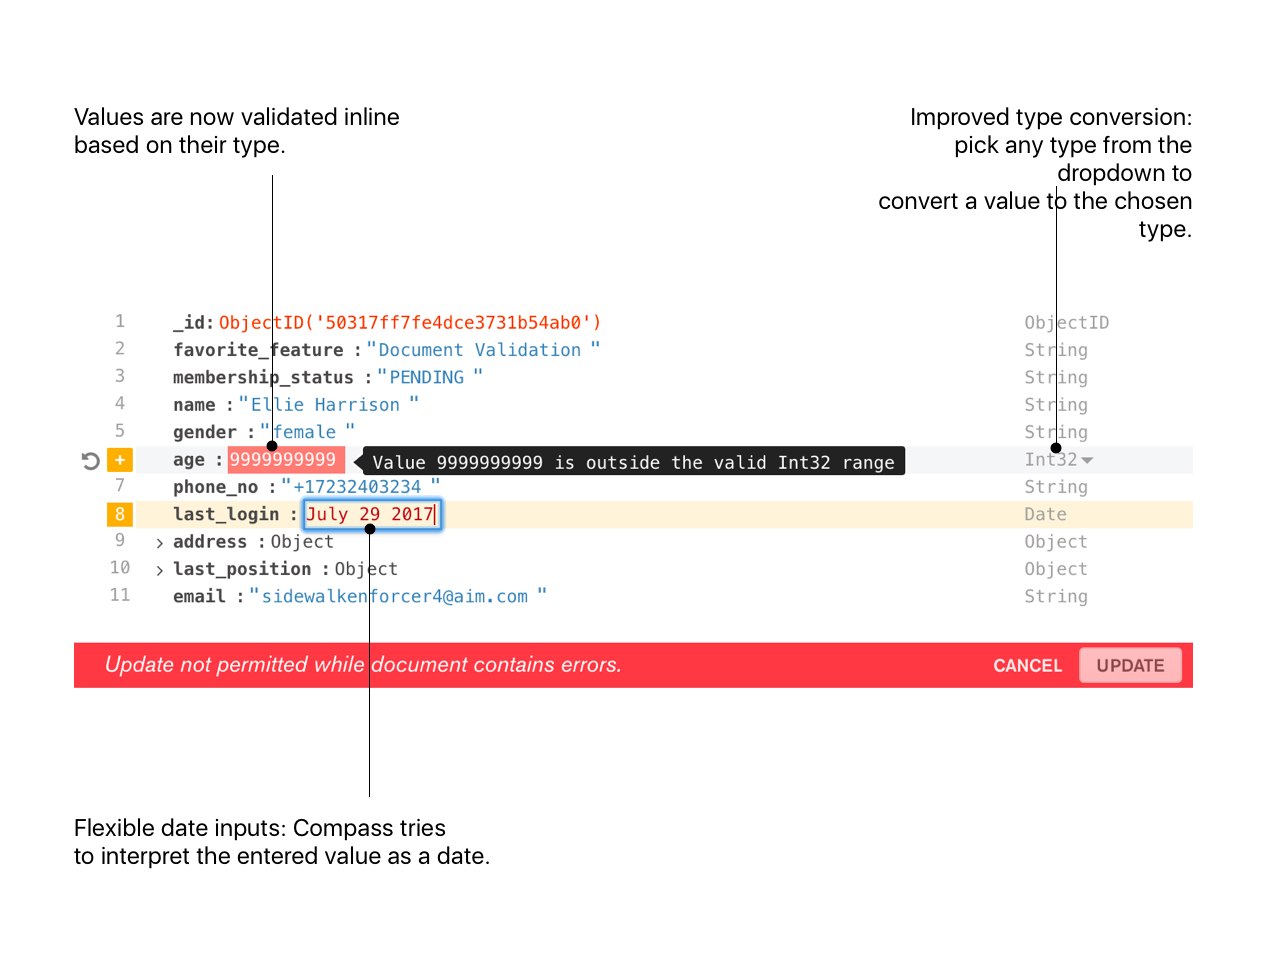 Values are now validated inline
based on their type.
Improved type conversion:
pick any type from the
dropdown to
convert a value to the chosen
type.
1 _id: ObjectID('50317ff7fe4dce3731b54ab0') ObjectID
2 favorite_feature : "Document Validation " String
3 membership_status : "PENDING " String
4 name : "Ellie Harrison " String
5 gender : "female " String
+ age : 9999999999 Value 9999999999 is outside the valid Int32 range Int32
7 phone_no : "+17232403234 " String
8 last_login : July 29 2017 Date
9 > address : Object Object
10 > last_position : Object Object
11 email : "sidewalkenforcer4@aim.com " String
Update not permitted while document contains errors. CANCEL UPDATE
Flexible date inputs: Compass tries
to interpret the entered value as a date.